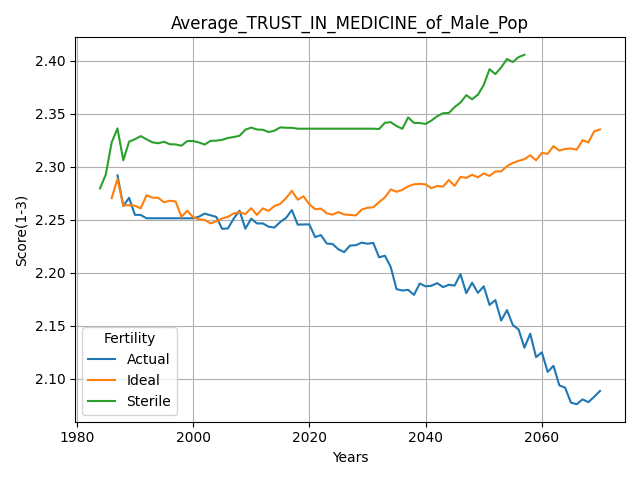 Average_TRUST_IN_MEDICINE_of_Male_Pop
2.40
2.35
2.30
2.25
2.20
2.15
2.10
Score(1-3)
Fertility
Actual
Ideal
Sterile
1980
2000
2020
2040
2060
Years